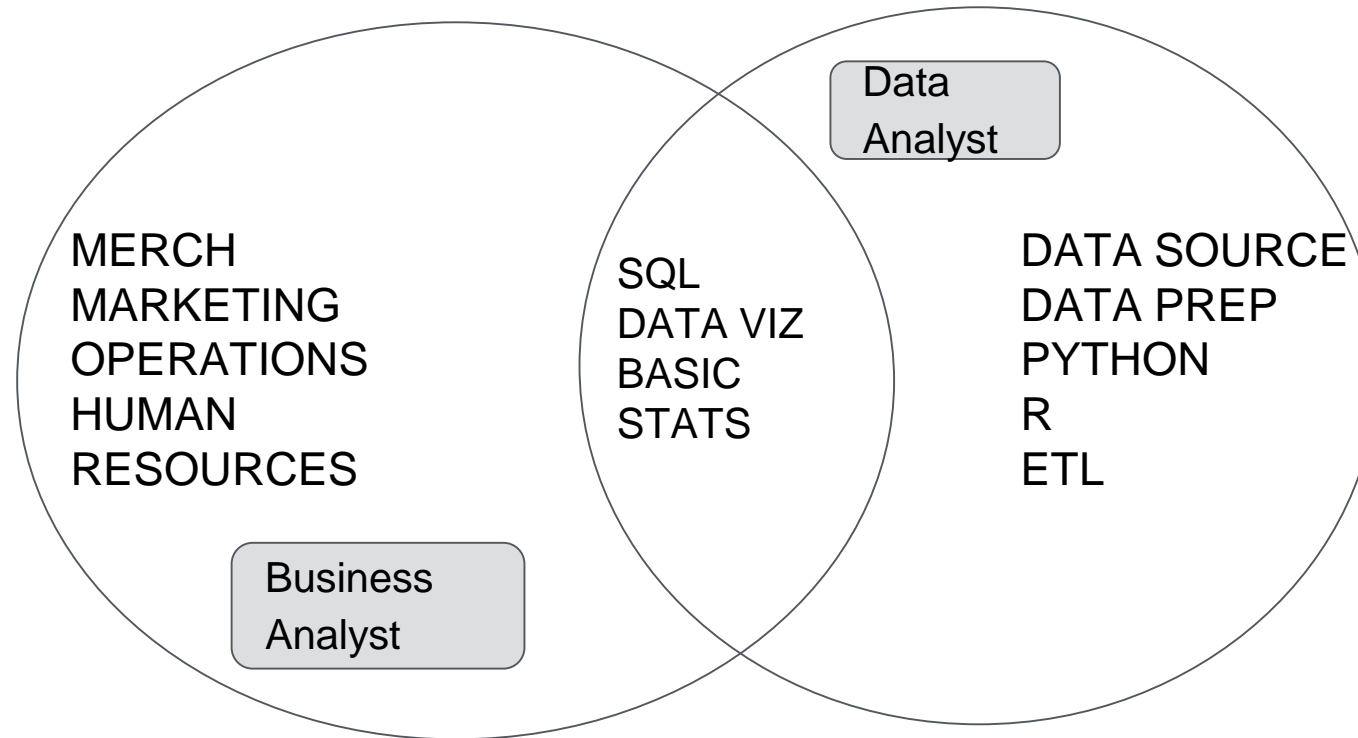 Data
Analyst
MERCH
MARKETING
OPERATIONS
HUMAN
RESOURCES
SQL
DATA VIZ
BASIC
STATS
DATA SOURCE
DATA PREP
PYTHON
R
ETL
Business
Analyst